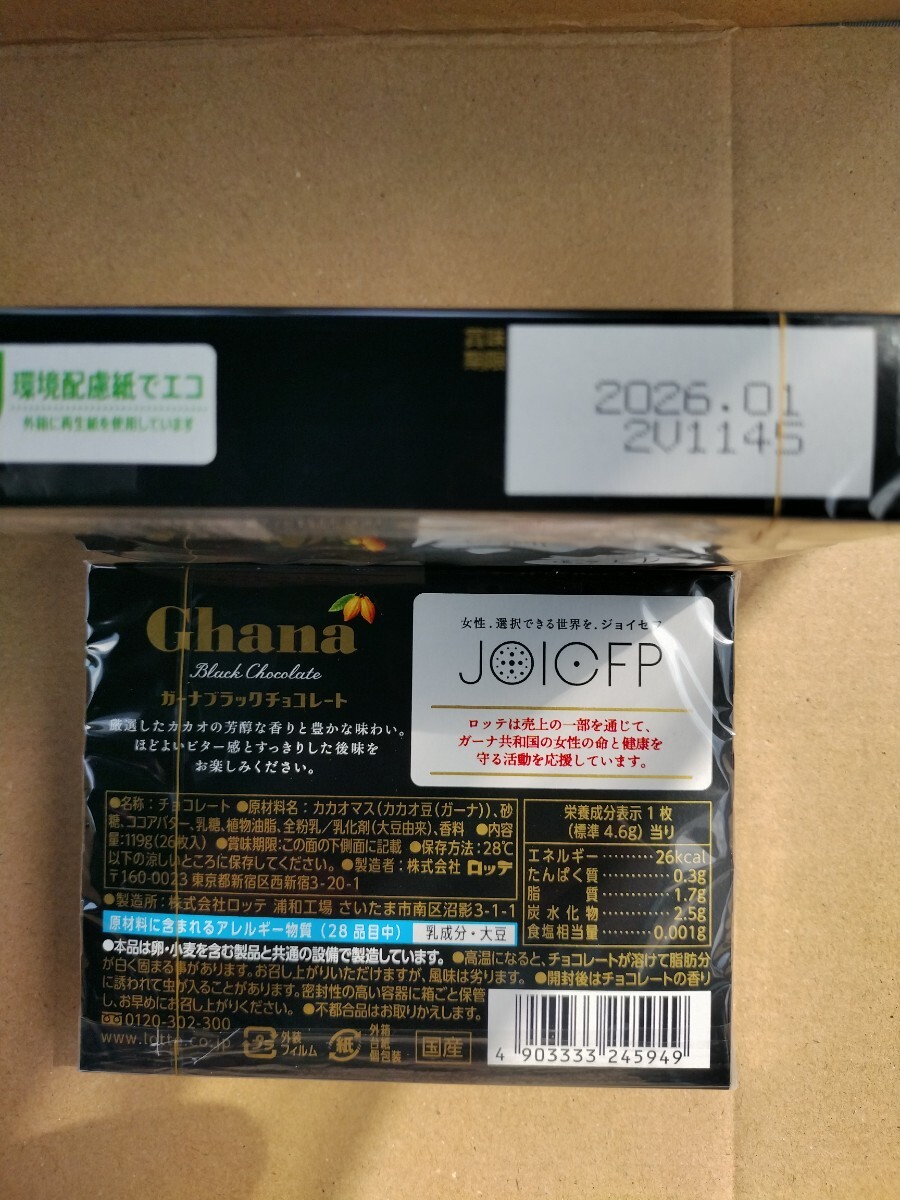 環境配慮紙でエコ
外箱に再生紙を使用しています
賞味
期限
2026.01
2V1145
Ghana
Black Chocolate
ガーナブラックチョコレート
厳選したカカオの芳醇な香りと豊かな味わい。
ほどよいビター感とすっきりした後味を
お楽しみください。
女性.選択できる世界を.ジョイセフ
JOICFP
ロッテは売上の一部を通じて、
ガーナ共和国の女性の命と健康を
守る活動を応援しています。
●名称：チョコレート ●原材料名：カカオマス(カカオ豆(ガーナ))、砂
糖、ココアバター、乳糖、植物油脂、全粉乳／乳化剤(大豆由来)、香料 ●内容
量：119g(26枚入) ●賞味期限：この面の下側面に記載 ●保存方法：28℃
以下の涼しいところに保存してください。 ●製造者：株式会社 ロッテ
〒160-0023 東京都新宿区西新宿3-20-1
●製造所：株式会社ロッテ 浦和工場 さいたま市南区沼影3-1-1
原材料に含まれるアレルギー物質（28品目中） 乳成分・大豆
栄養成分表示 1枚
(標準 4.6g) 当り
エネルギー………26kcal
たんぱく質………0.3g
脂質………1.7g
炭水化物………2.5g
食塩相当量………0.001g
●本品は卵・小麦を含む製品と共通の設備で製造しています。 ●高温になると、チョコレートが溶けて脂肪分
が白く固まる事があります。お召し上がりいただけますが、風味は劣ります。 ●開封後はチョコレートの香り
に誘われて虫が入ることがあります。密封性の高い容器に箱ごと保管
し、お早めにお召し上がりください。 ●不都合品はお取りかえします。
0120-302-300
www.lotte.co.jp
プラ
外装
フィルム
紙
外箱
台紙
個包装
国産
4 903333 245949